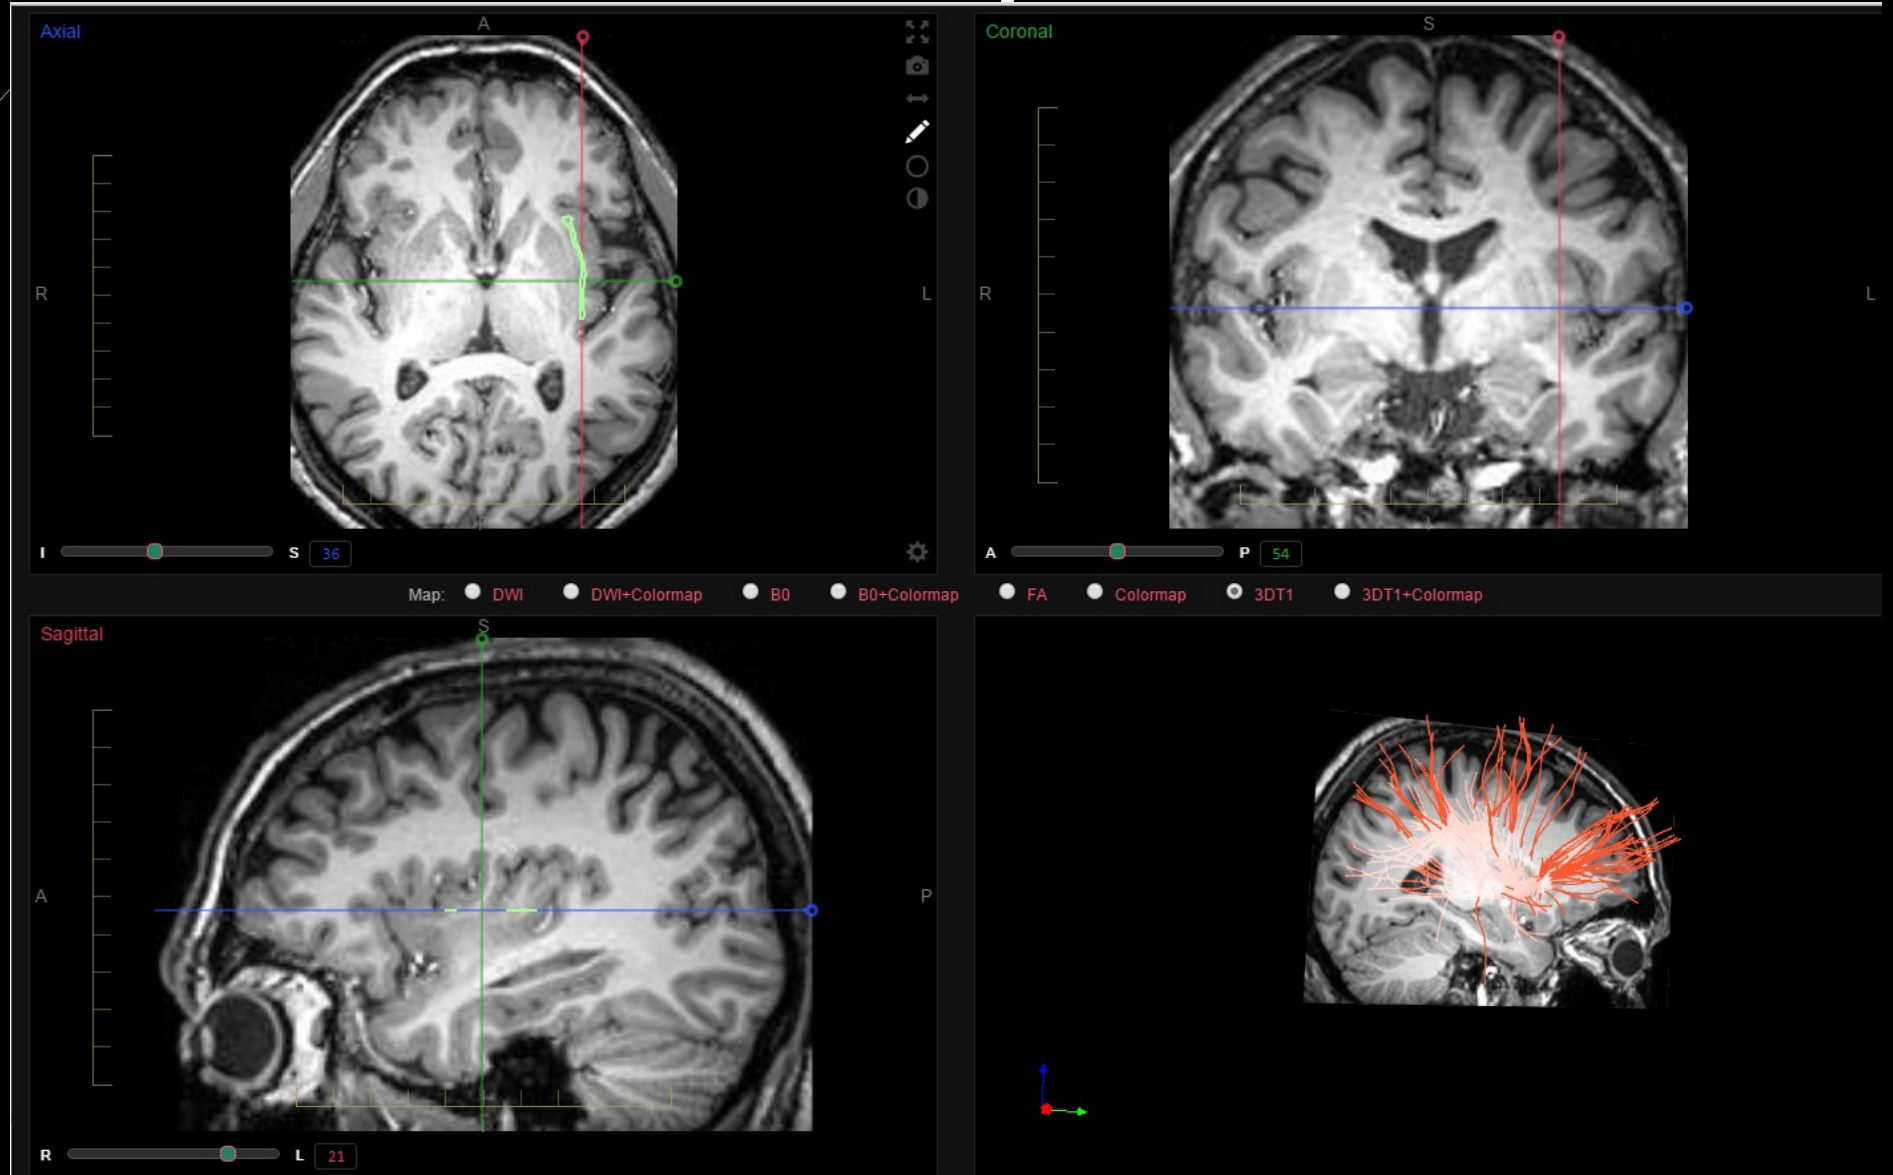 Axial
A
R
L
P
I
S 36
Coronal
S
R
L
A
P 54
Map: DWI DWI+Colormap B0 B0+Colormap FA Colormap 3DT1 3DT1+Colormap
Sagittal
S
A
P
R
L 21